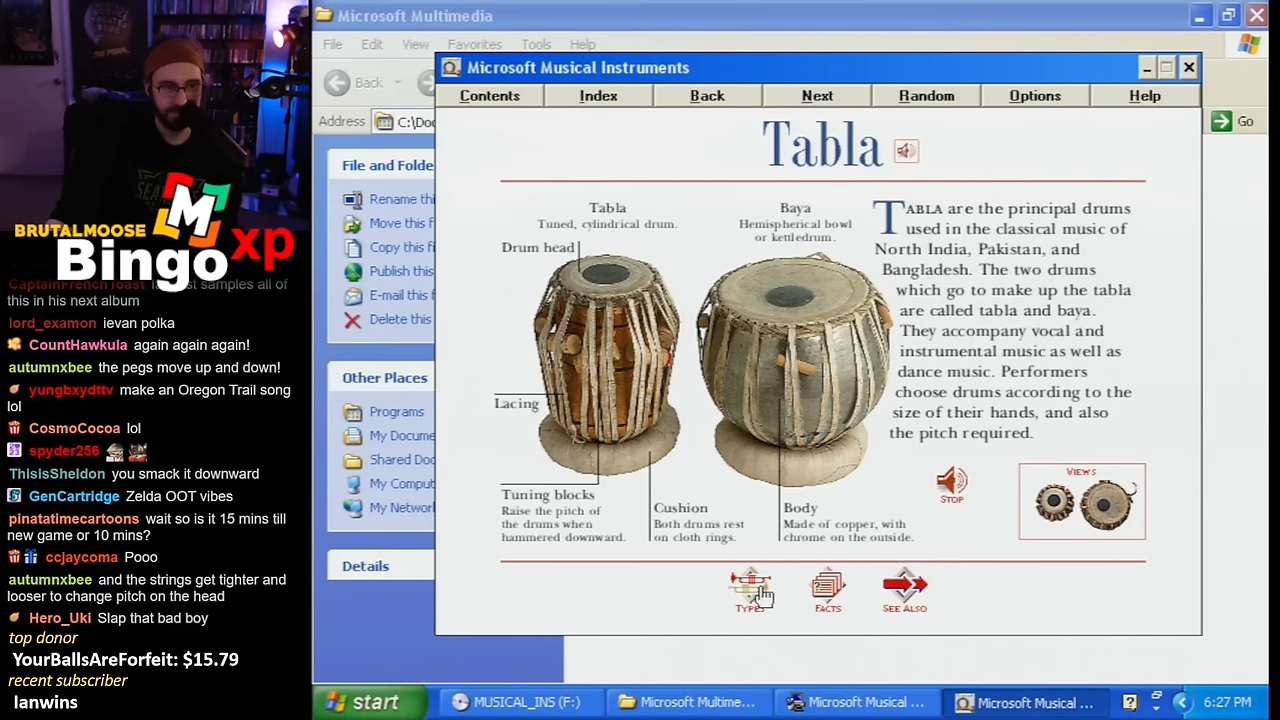 Microsoft Multimedia
File Edit View Favorites Tools Help
Back
Address C:\Doc
Go
File and Folde
Rename thi
Move this f
Copy this fi
Publish this
E-mail this f
Delete this
Other Places
Programs
My Docume
Shared Doc
My Comput
My Networ
Details
Microsoft Musical Instruments
Contents Index Back Next Random Options Help
Tabla
Tabla
Tuned, cylindrical drum.
Baya
Hemispherical bowl
or kettledrum.
Drum head
Lacing
Tuning blocks
Raise the pitch of
the drums when
hammered downward.
Cushion
Both drums rest
on cloth rings.
Body
Made of copper, with
chrome on the outside.
TABLA are the principal drums
used in the classical music of
North India, Pakistan, and
Bangladesh. The two drums
which go to make up the tabla
are called tabla and baya.
They accompany vocal and
instrumental music as well as
dance music. Performers
choose drums according to the
size of their hands, and also
the pitch required.
STOP
VIEWS
TYPES
FACTS
SEE ALSO
BRUTALMOOSE
M
Bingo xp
this in his next album
lord_examon ievan polka
CountHawkula again again again!
autumnxbee the pegs move up and down!
yungbxydttv make an Oregon Trail song
lol
CosmoCocoa lol
spyder256
ThisisSheldon you smack it downward
GenCartridge Zelda OOT vibes
pinatatimecartoons wait so is it 15 mins till
new game or 10 mins?
ccjaycoma Pooo
autumnxbee and the strings get tighter and
looser to change pitch on the head
Hero_Uki Slap that bad boy
top donor
YourBallsAreForfeit: $15.79
recent subscriber
lanwins
start
MUSICAL_INS (F:)
Microsoft Multime...
Microsoft Musical ...
Microsoft Musical ...
6:27 PM